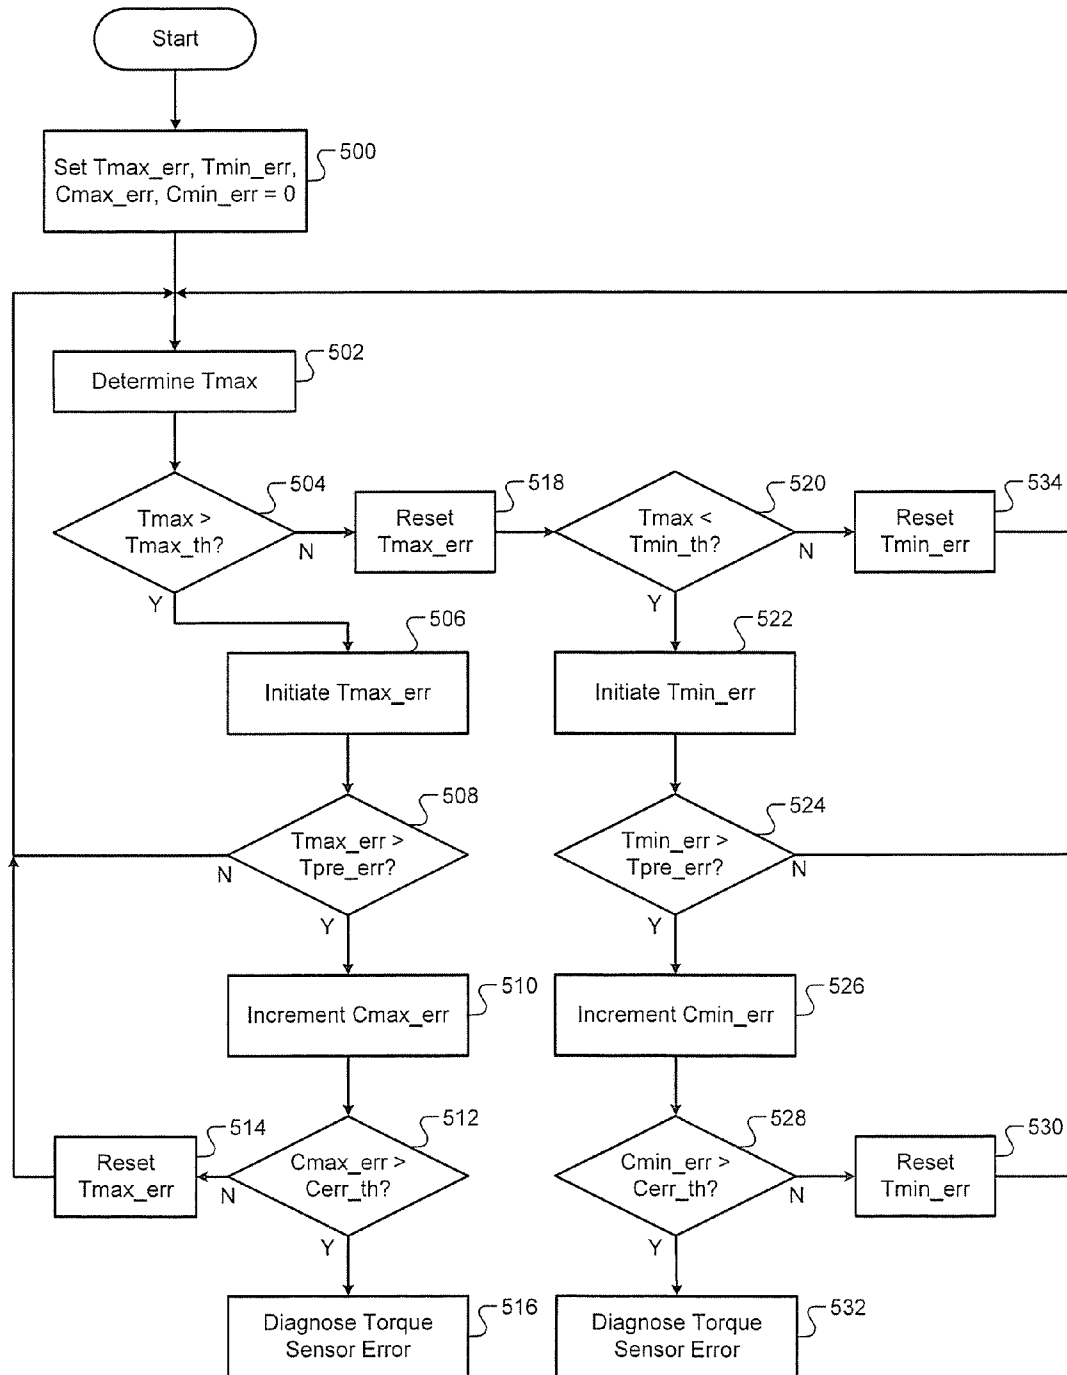 Start
Set Tmax_err, Tmin_err,
Cmax_err, Cmin_err = 0
500
Determine Tmax
502
Tmax >
Tmax_th?
504
N
Y
Reset
Tmax_err
518
Tmax <
Tmin_th?
520
N
Y
Reset
Tmin_err
534
Initiate Tmax_err
506
Initiate Tmin_err
522
Tmax_err >
Tpre_err?
508
N
Y
Tmin_err >
Tpre_err?
524
N
Y
Increment Cmax_err
510
Increment Cmin_err
526
Reset
Tmax_err
514
Cmax_err >
Cerr_th?
512
N
Y
Cmin_err >
Cerr_th?
528
N
Y
Reset
Tmin_err
530
Diagnose Torque
Sensor Error
516
Diagnose Torque
Sensor Error
532